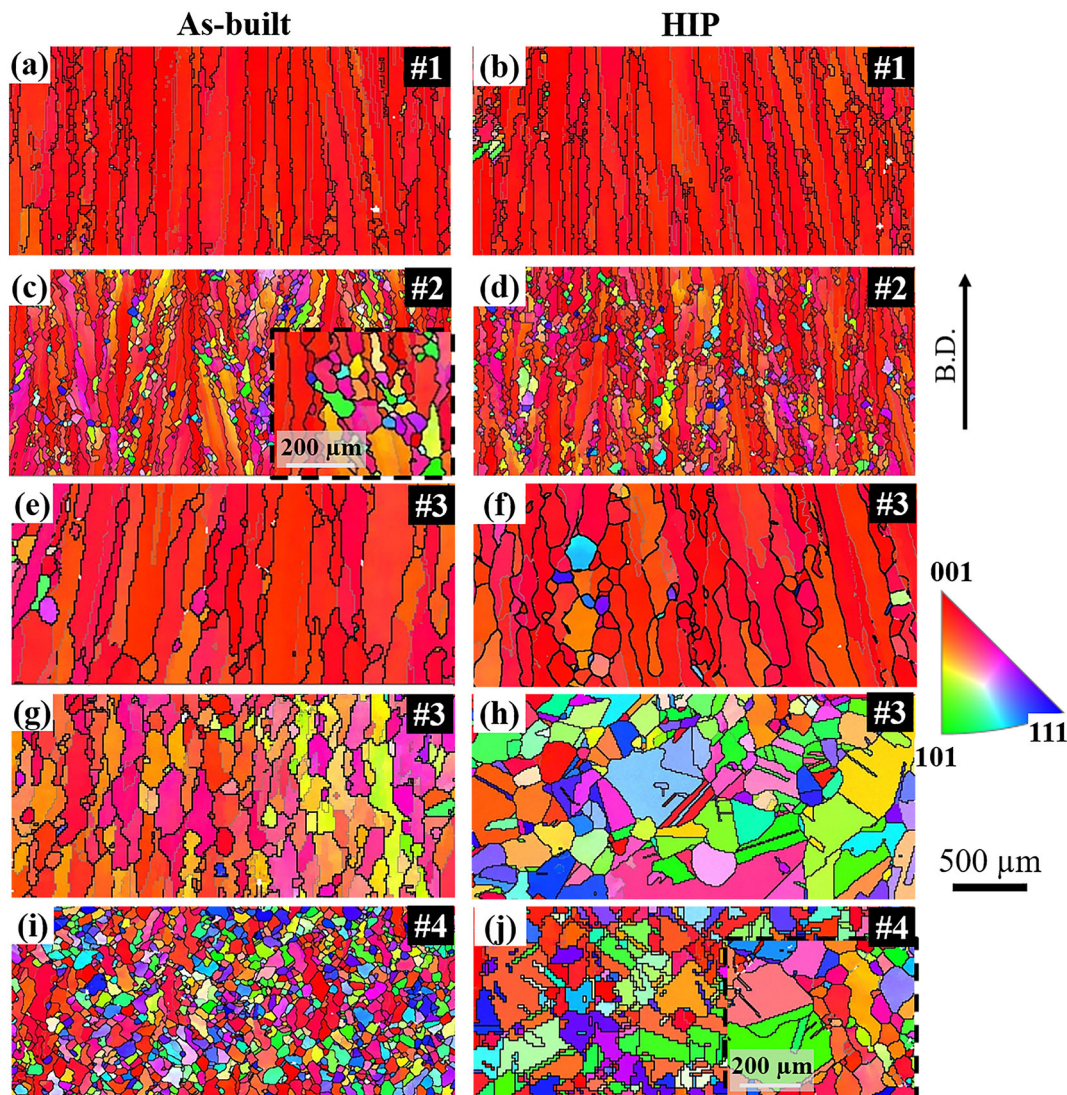 As-built HIP
(a) #1 (b) #1
(c) #2 (d) #2
200 µm
B.D.
(e) #3 (f) #3
001
101 111
(g) #3 (h) #3
500 µm
(i) #4 (j) #4
200 µm